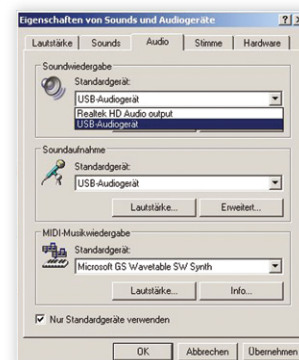 Eigenschaften von Sounds und Audiogeräte
Lautstärke Sounds Audio Stimme Hardware
Soundwiedergabe
Standardgerät:
USB-Audiogerät
Realtek HD Audio output
USB-Audiogerät
Soundaufnahme
Standardgerät:
USB-Audiogerät
Lautstärke... Erweitert...
MIDI-Musikwiedergabe
Standardgerät:
Microsoft GS Wavetable SW Synth
Lautstärke... Info...
Nur Standardgeräte verwenden
OK Abbrechen Übernehmen